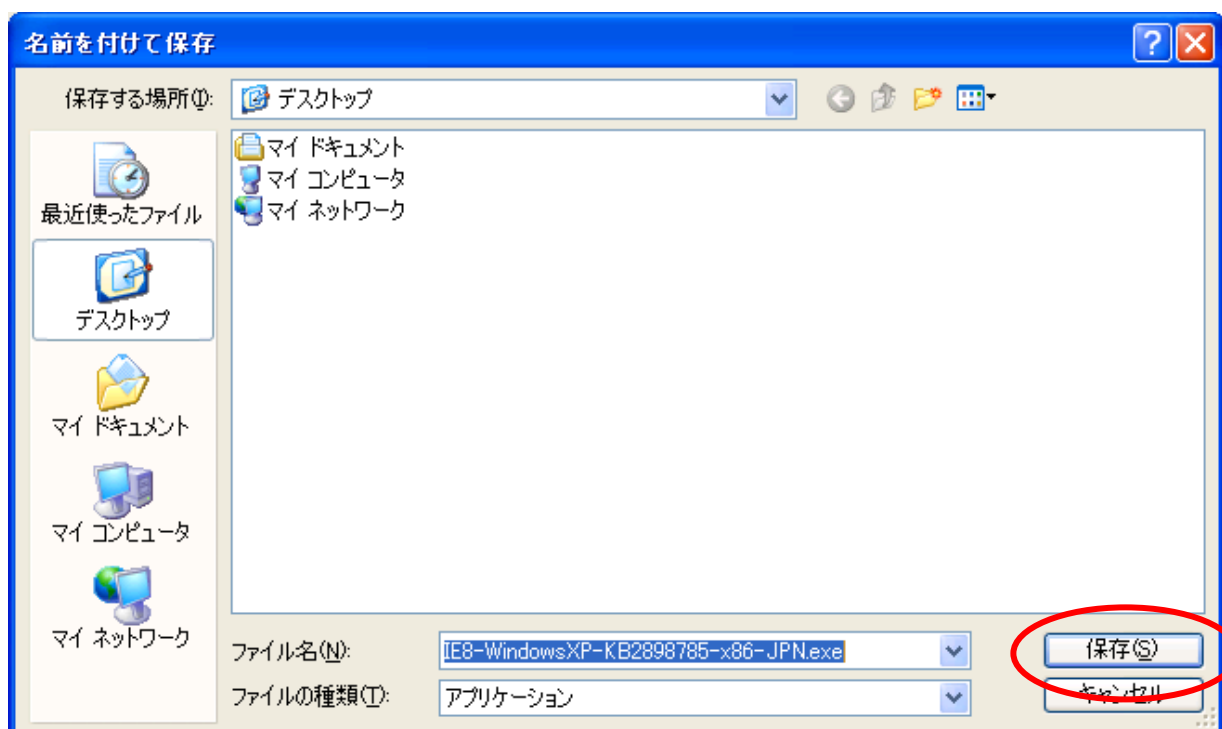 名前を付けて保存
保存する場所(I):
デスクトップ
最近使ったファイル
デスクトップ
マイ ドキュメント
マイ コンピュータ
マイ ネットワーク
マイ ドキュメント
マイ コンピュータ
マイ ネットワーク
ファイル名(N):
IE8-WindowsXP-KB2898785-x86-JPN.exe
保存(S)
ファイルの種類(T):
アプリケーション
キャンセル